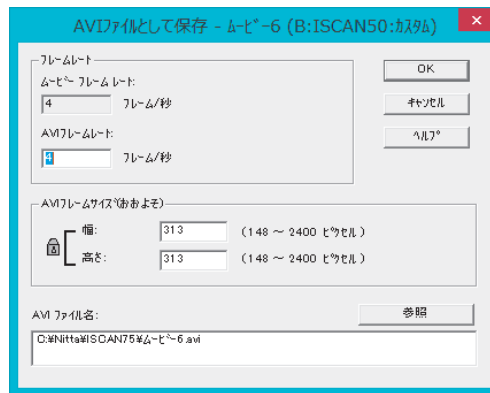 AVIファイルとして保存 - ムービー6 (B:ISCAN50:カスタム)
フレームレート
ムービー フレーム レート:
4 フレーム/秒
AVIフレームレート:
4 フレーム/秒
OK
キャンセル
ヘルプ
AVIフレームサイズ(おおよそ)
幅: 313 (148 ～ 2400 ピクセル)
高さ: 313 (148 ～ 2400 ピクセル)
AVI ファイル名:
参照
C:¥Nitta¥ISCAN75¥ムービー6.avi